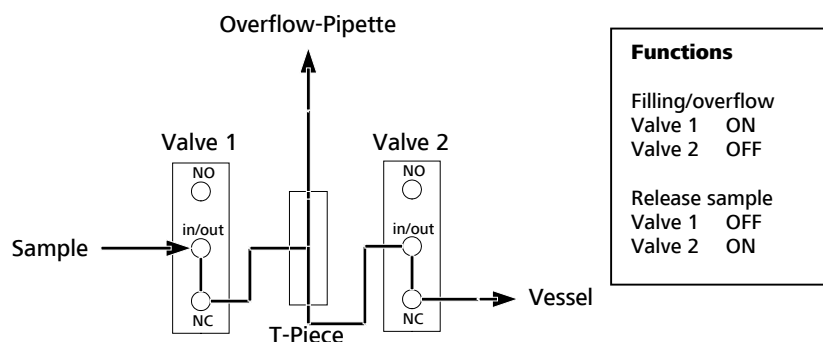 Overflow-Pipette
Valve 1
Valve 2
NO
NO
in/out
in/out
Sample
Vessel
NC
NC
T-Piece
Functions
Filling/overflow
Valve 1 ON
Valve 2 OFF
Release sample
Valve 1 OFF
Valve 2 ON